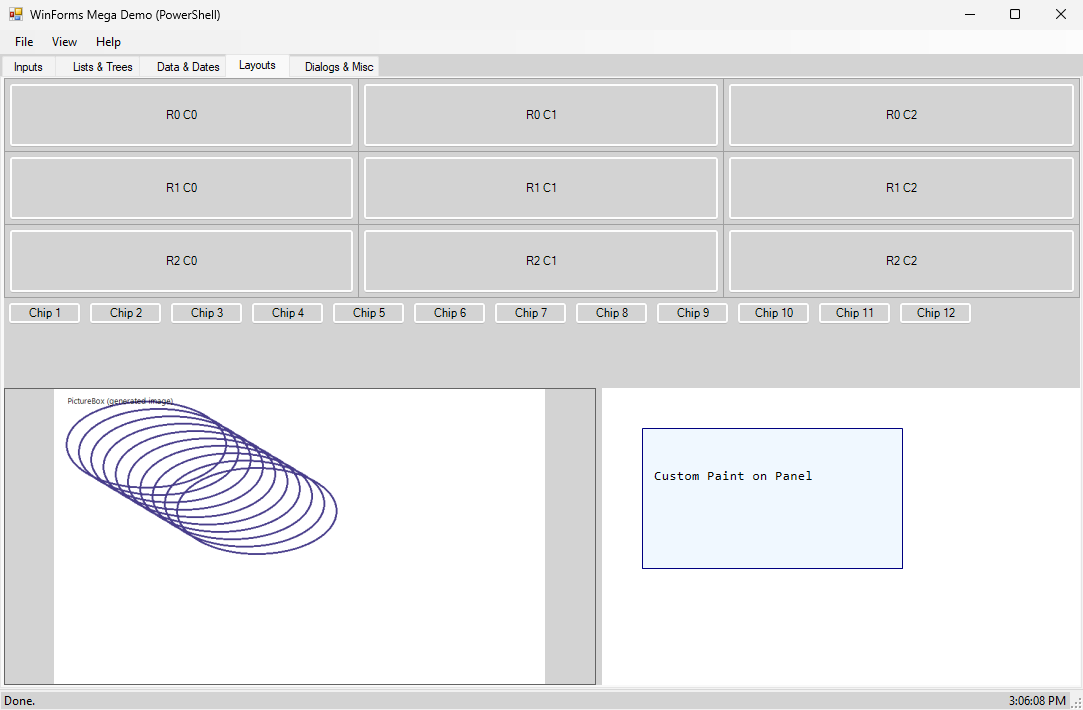 WinForms Mega Demo (PowerShell)
File View Help
Inputs Lists & Trees Data & Dates Layouts Dialogs & Misc
R0 C0 R0 C1 R0 C2
R1 C0 R1 C1 R1 C2
R2 C0 R2 C1 R2 C2
Chip 1 Chip 2 Chip 3 Chip 4 Chip 5 Chip 6 Chip 7 Chip 8 Chip 9 Chip 10 Chip 11 Chip 12
PictureBox (generated image)
Custom Paint on Panel
Done. 3:06:08 PM